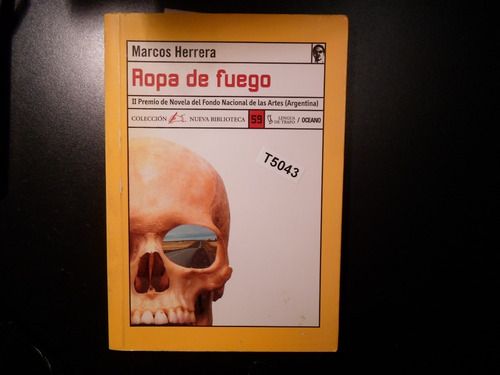 Marcos Herrera
Ropa de fuego
II Premio de Novela del Fondo Nacional de las Artes (Argentina)
COLECCIÓN NUEVA BIBLIOTECA 59 LENGUA DE TRAPO / OCEANO
T5043